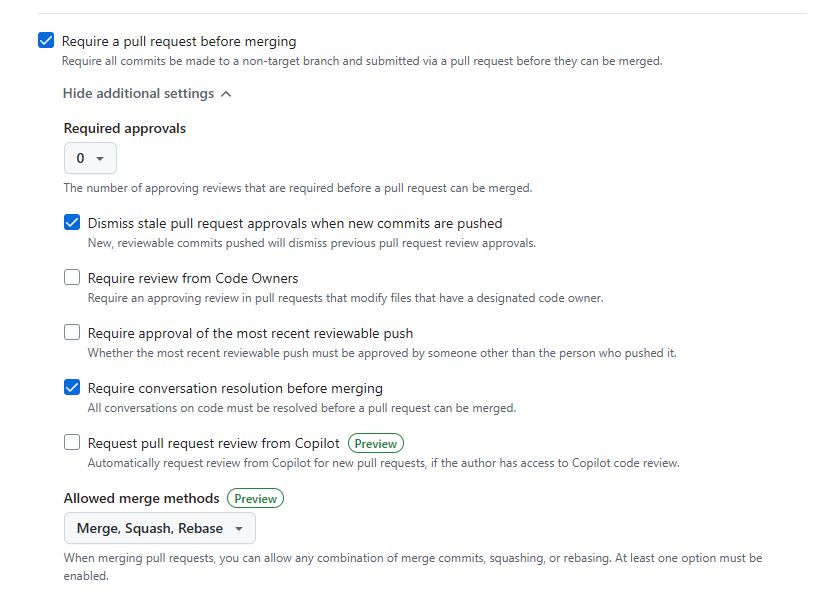 Require a pull request before merging
Require all commits be made to a non-target branch and submitted via a pull request before they can be merged.
Hide additional settings
Required approvals
0
The number of approving reviews that are required before a pull request can be merged.
Dismiss stale pull request approvals when new commits are pushed
New, reviewable commits pushed will dismiss previous pull request review approvals.
Require review from Code Owners
Require an approving review in pull requests that modify files that have a designated code owner.
Require approval of the most recent reviewable push
Whether the most recent reviewable push must be approved by someone other than the person who pushed it.
Require conversation resolution before merging
All conversations on code must be resolved before a pull request can be merged.
Request pull request review from Copilot Preview
Automatically request review from Copilot for new pull requests, if the author has access to Copilot code review.
Allowed merge methods Preview
Merge, Squash, Rebase
When merging pull requests, you can allow any combination of merge commits, squashing, or rebasing. At least one option must be
enabled.